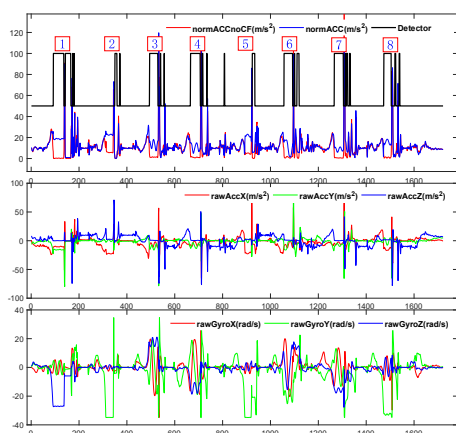 normACCnoCF(m/s²) normACC(m/s²) Detector
1 2 3 4 5 6 7 8
120
100
80
60
40
20
0
0 200 400 600 800 1000 1200 1400 1600
rawAccX(m/s²) rawAccY(m/s²) rawAccZ(m/s²)
100
50
0
-50
-100
0 200 400 600 800 1000 1200 1400 1600
rawGyroX(rad/s) rawGyroY(rad/s) rawGyroZ(rad/s)
40
20
0
-20
-40
0 200 400 600 800 1000 1200 1400 1600